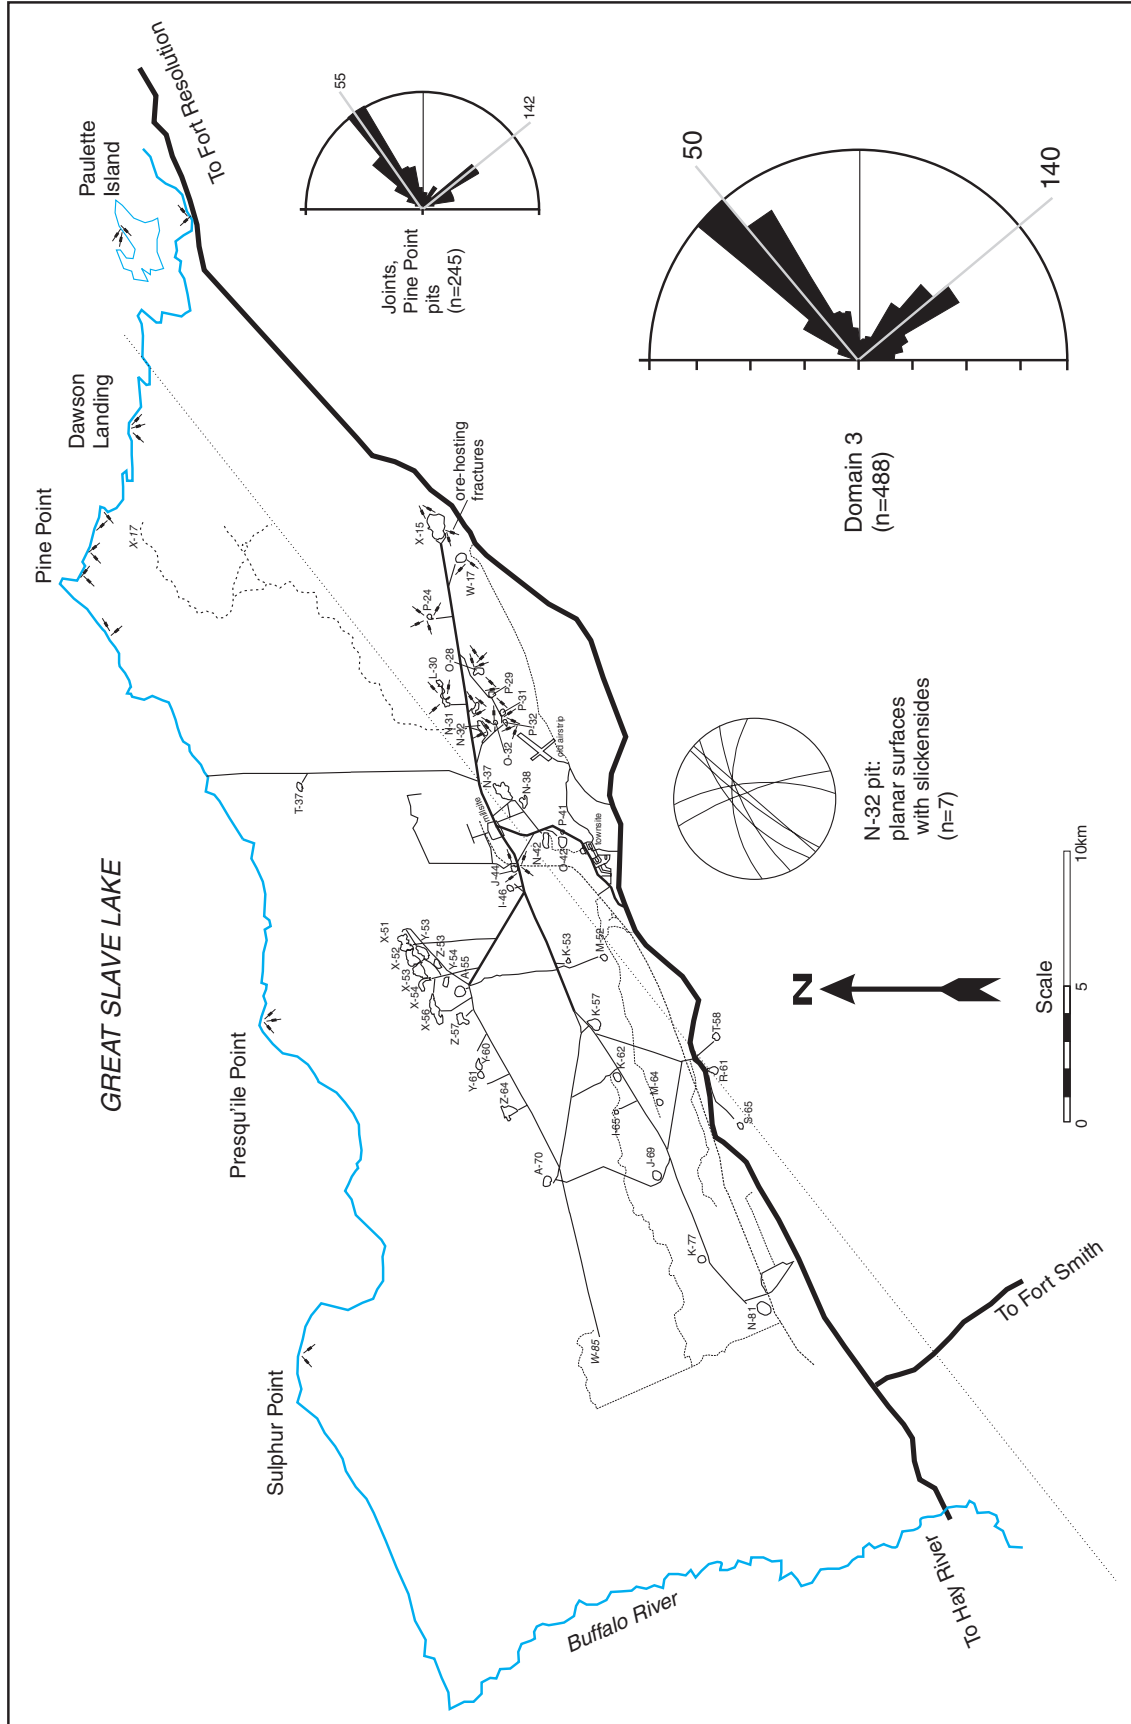 GREAT SLAVE LAKE
Paulette
Island
To Fort Resolution
Dawson
Landing
Pine Point
Presqu'ile Point
Sulphur Point
Buffalo River
To Hay River
To Fort Smith
55
142
Joints,
Pine Point
pits
(n=245)
50
140
Domain 3
(n=488)
N-32 pit:
planar surfaces
with slickensides
(n=7)
N
Scale
0
5
10km
ore-hosting
fractures
X-15
W-17
X-17
P-24
L-30
O-28
N-31
N-32
P-29
P-31
P-32
O-32
old airstrip
N-37
N-38
millsite
T-37
P-41
N-42
O-42
townsite
J-44
I-46
X-51
X-52
Y-53
X-53
Z-53
X-54
Y-54
A-55
X-56
Z-57
K-53
M-52
K-57
Y-60
Y-61
Z-64
K-62
I-65
M-64
T-58
R-61
S-65
A-70
J-69
K-77
N-81
W-85